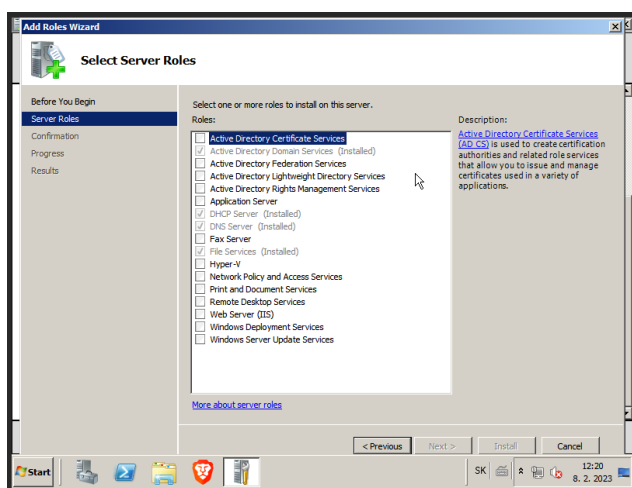 Add Roles Wizard
Select Server Roles
Before You Begin
Server Roles
Confirmation
Progress
Results
Select one or more roles to install on this server.
Roles:
Active Directory Certificate Services
Active Directory Domain Services (Installed)
Active Directory Federation Services
Active Directory Lightweight Directory Services
Active Directory Rights Management Services
Application Server
DHCP Server (Installed)
DNS Server (Installed)
Fax Server
File Services (Installed)
Hyper-V
Network Policy and Access Services
Print and Document Services
Remote Desktop Services
Web Server (IIS)
Windows Deployment Services
Windows Server Update Services
More about server roles
Description:
Active Directory Certificate Services
(AD CS) is used to create certification
authorities and related role services
that allow you to issue and manage
certificates used in a variety of
applications.
< Previous
Next >
Install
Cancel
Start
SK
12:20
8. 2. 2023